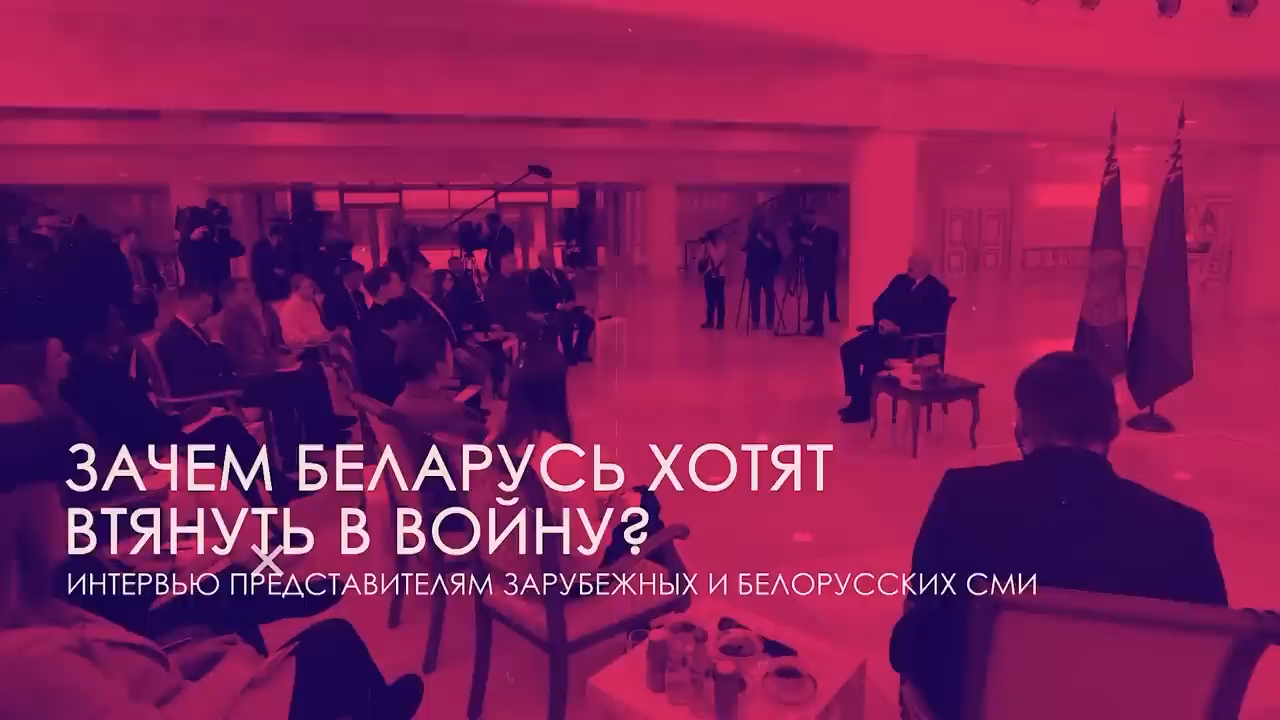 ЗАЧЕМ БЕЛАРУСЬ ХОТЯТ
ВТЯНУТЬ В ВОЙНУ?
ИНТЕРВЬЮ ПРЕДСТАВИТЕЛЯМ ЗАРУБЕЖНЫХ И БЕЛОРУССКИХ СМИ